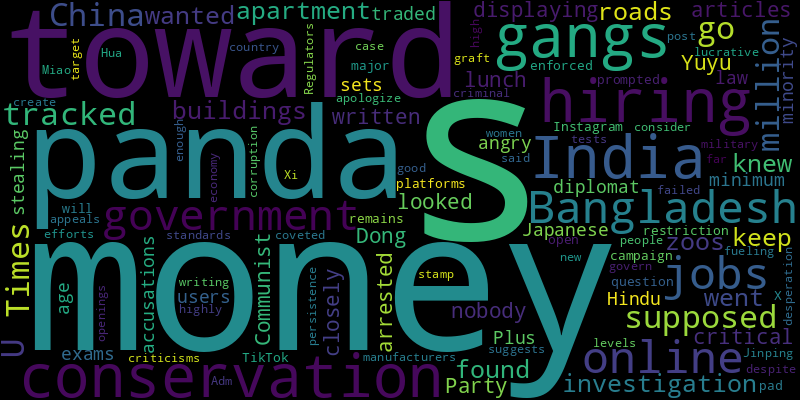 China wanted apartment traded displaying roads articles
toward gangs go million minority
Miao Hua target country Regulators case major graft high post lucrative enforced Yuyu
tracked buildings written sets lunch prompted law
apologize criminal hiring
stealing pandas enough economy corruption Xi good platforms women said angry Instagram consider tests military far
India knew
create will appeals efforts government remains looked diplomat minimum
S Bangladesh
Times money standards coveted Dong Japanese open people restriction zoos keep
accusations age users writing highly Communist persistence closely arrested stamp
new campaign fueling question govern jobs X desperation
nobody Hindu went supposed
U exams criticisms openings TikTok manufacturers Plus suggests levels critical Jinping
conservation Adm Party found online failed despite
investigation pad